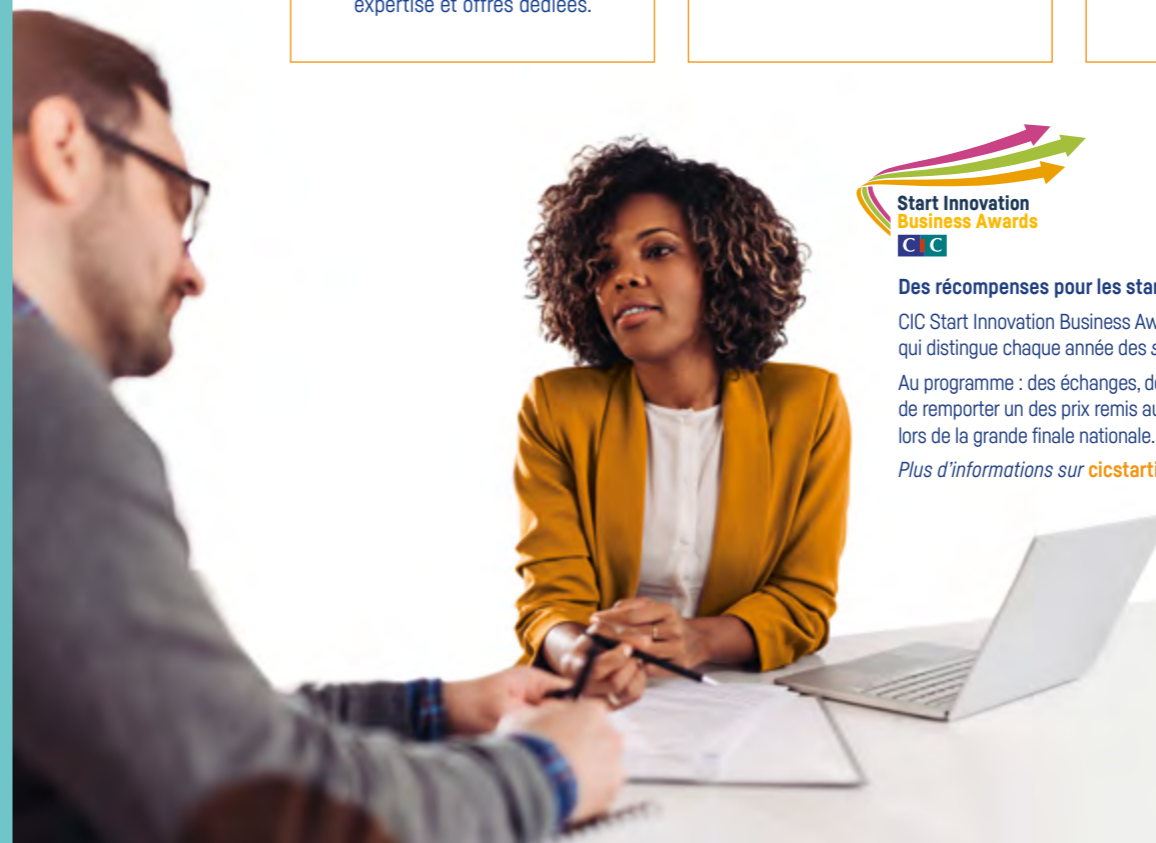 expertise et offres dédiées.
Start Innovation
Business Awards
CIC
Des récompenses pour les star
CIC Start Innovation Business Aw
qui distingue chaque année des s
Au programme : des échanges, de
de remporter un des prix remis au
lors de la grande finale nationale.
Plus d'informations sur cicstarti